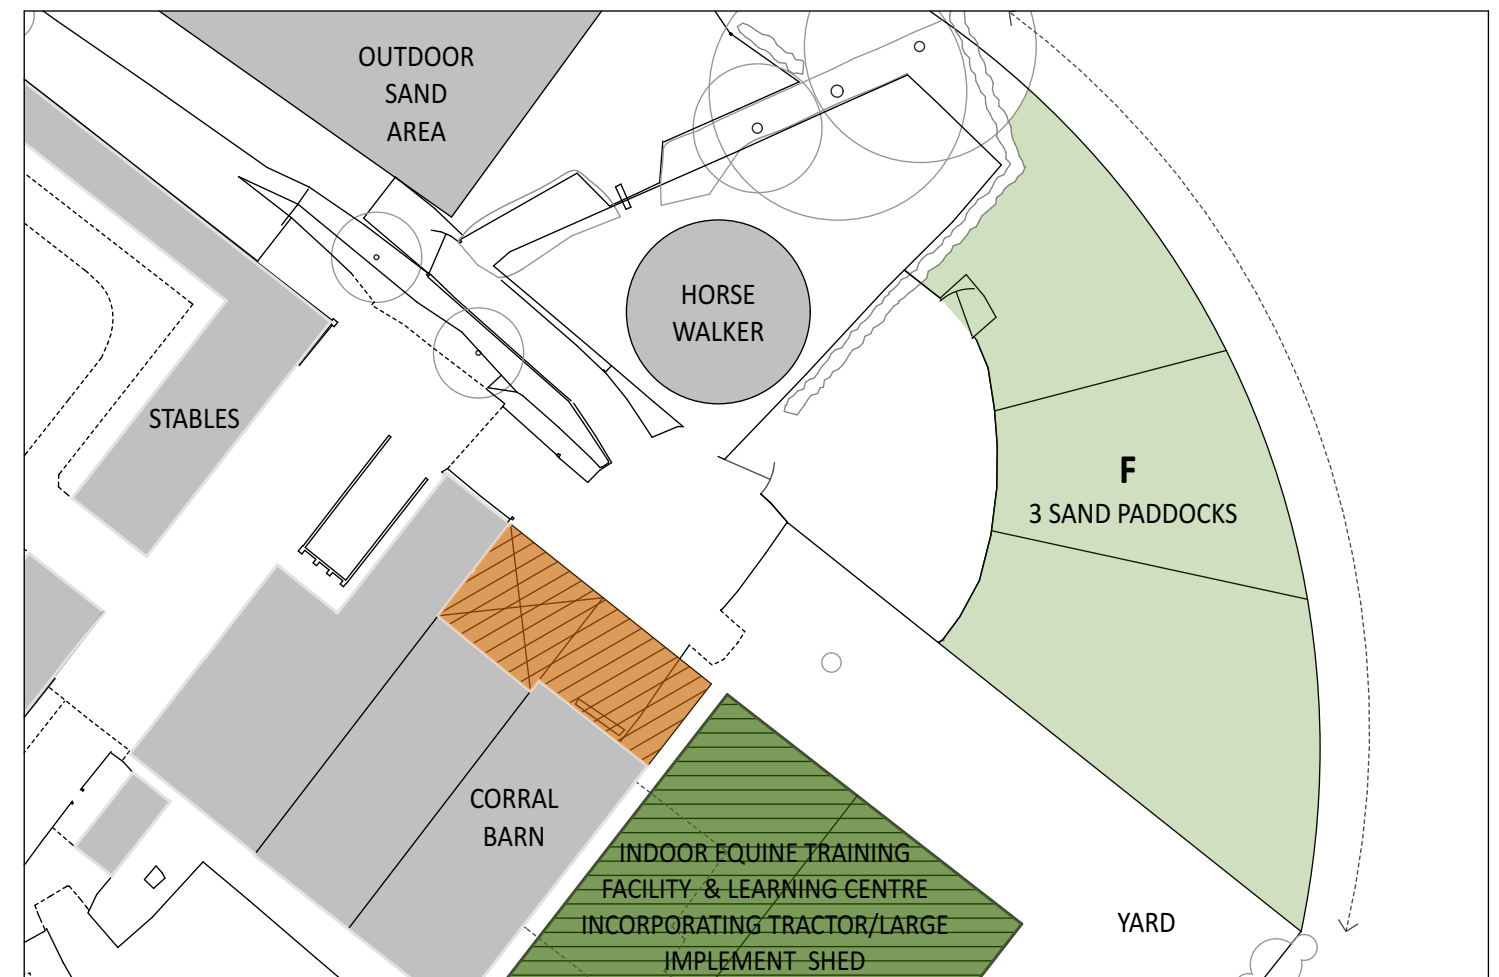 OUTDOOR
SAND
AREA
HORSE
WALKER
STABLES
F
3 SAND PADDOCKS
CORRAL
BARN
INDOOR EQUINE TRAINING
FACILITY & LEARNING CENTRE
INCORPORATING TRACTOR/LARGE
IMPLEMENT SHED
YARD